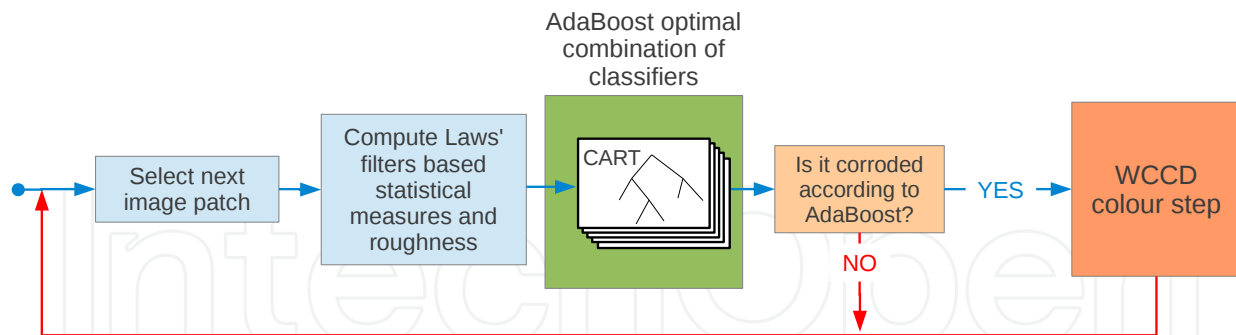 AdaBoost optimal
combination of
classifiers
Select next
image patch
Compute Laws'
filters based
statistical
measures and
roughness
CART
Is it corroded
according to
AdaBoost?
YES
NO
WCCD
colour step
IntechOpen